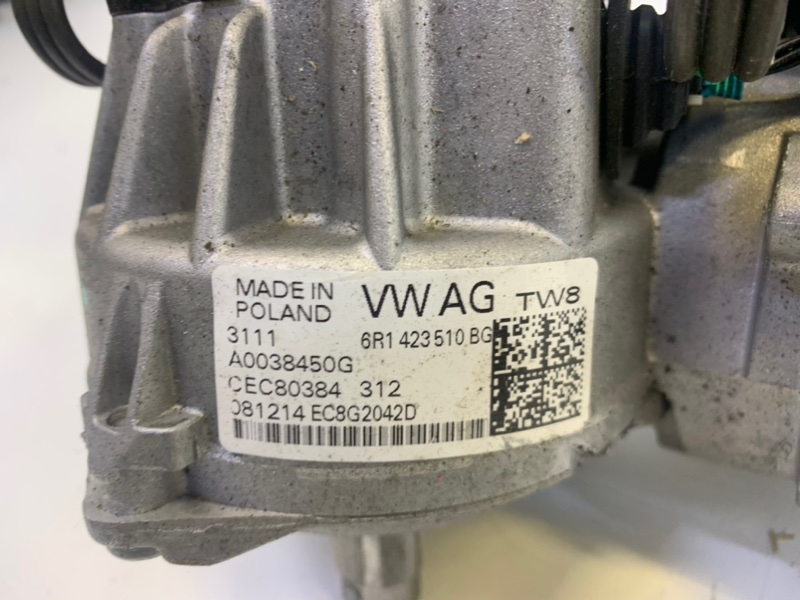 MADE IN
POLAND
VW AG TW8
3111 6R1 423 510 BG
A0038450G
CEC80384 312
081214 EC8G2042D